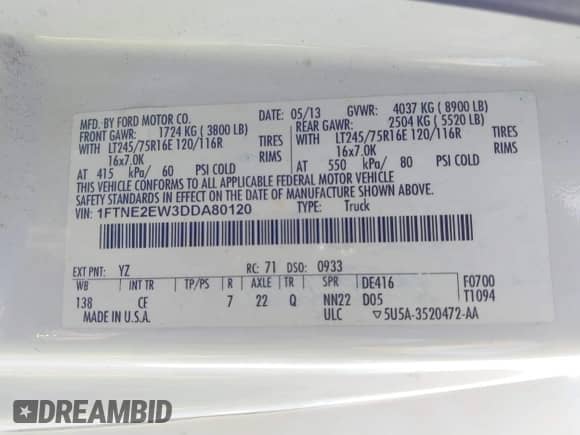 MFD. BY FORD MOTOR CO.
DATE: 05/13 GVWR: 4037 KG ( 8900 LB)
FRONT GAWR: 1724 KG ( 3800 LB)
REAR GAWR: 2504 KG ( 5520 LB)
WITH LT245/75R16E 120/116R TIRES
WITH LT245/75R16E 120/116R TIRES
16x7.0K RIMS
16x7.0K RIMS
AT 415 kPa/ 60 PSI COLD
AT 550 kPa/ 80 PSI COLD
THIS VEHICLE CONFORMS TO ALL APPLICABLE FEDERAL MOTOR VEHICLE
SAFETY STANDARDS IN EFFECT ON THE DATE OF MANUFACTURE SHOWN ABOVE.
VIN: 1FTNE2EW3DDA80120 TYPE: Truck
EXT PNT: YZ RC: 71 DSO: 0933
WB INT TR TP/PS R AXLE TR SPR DE416 F0700
138 CE 7 22 Q NN22 D05 T1094
MADE IN U.S.A. ULC ▽5U5A-3520472-AA
DREAMBID